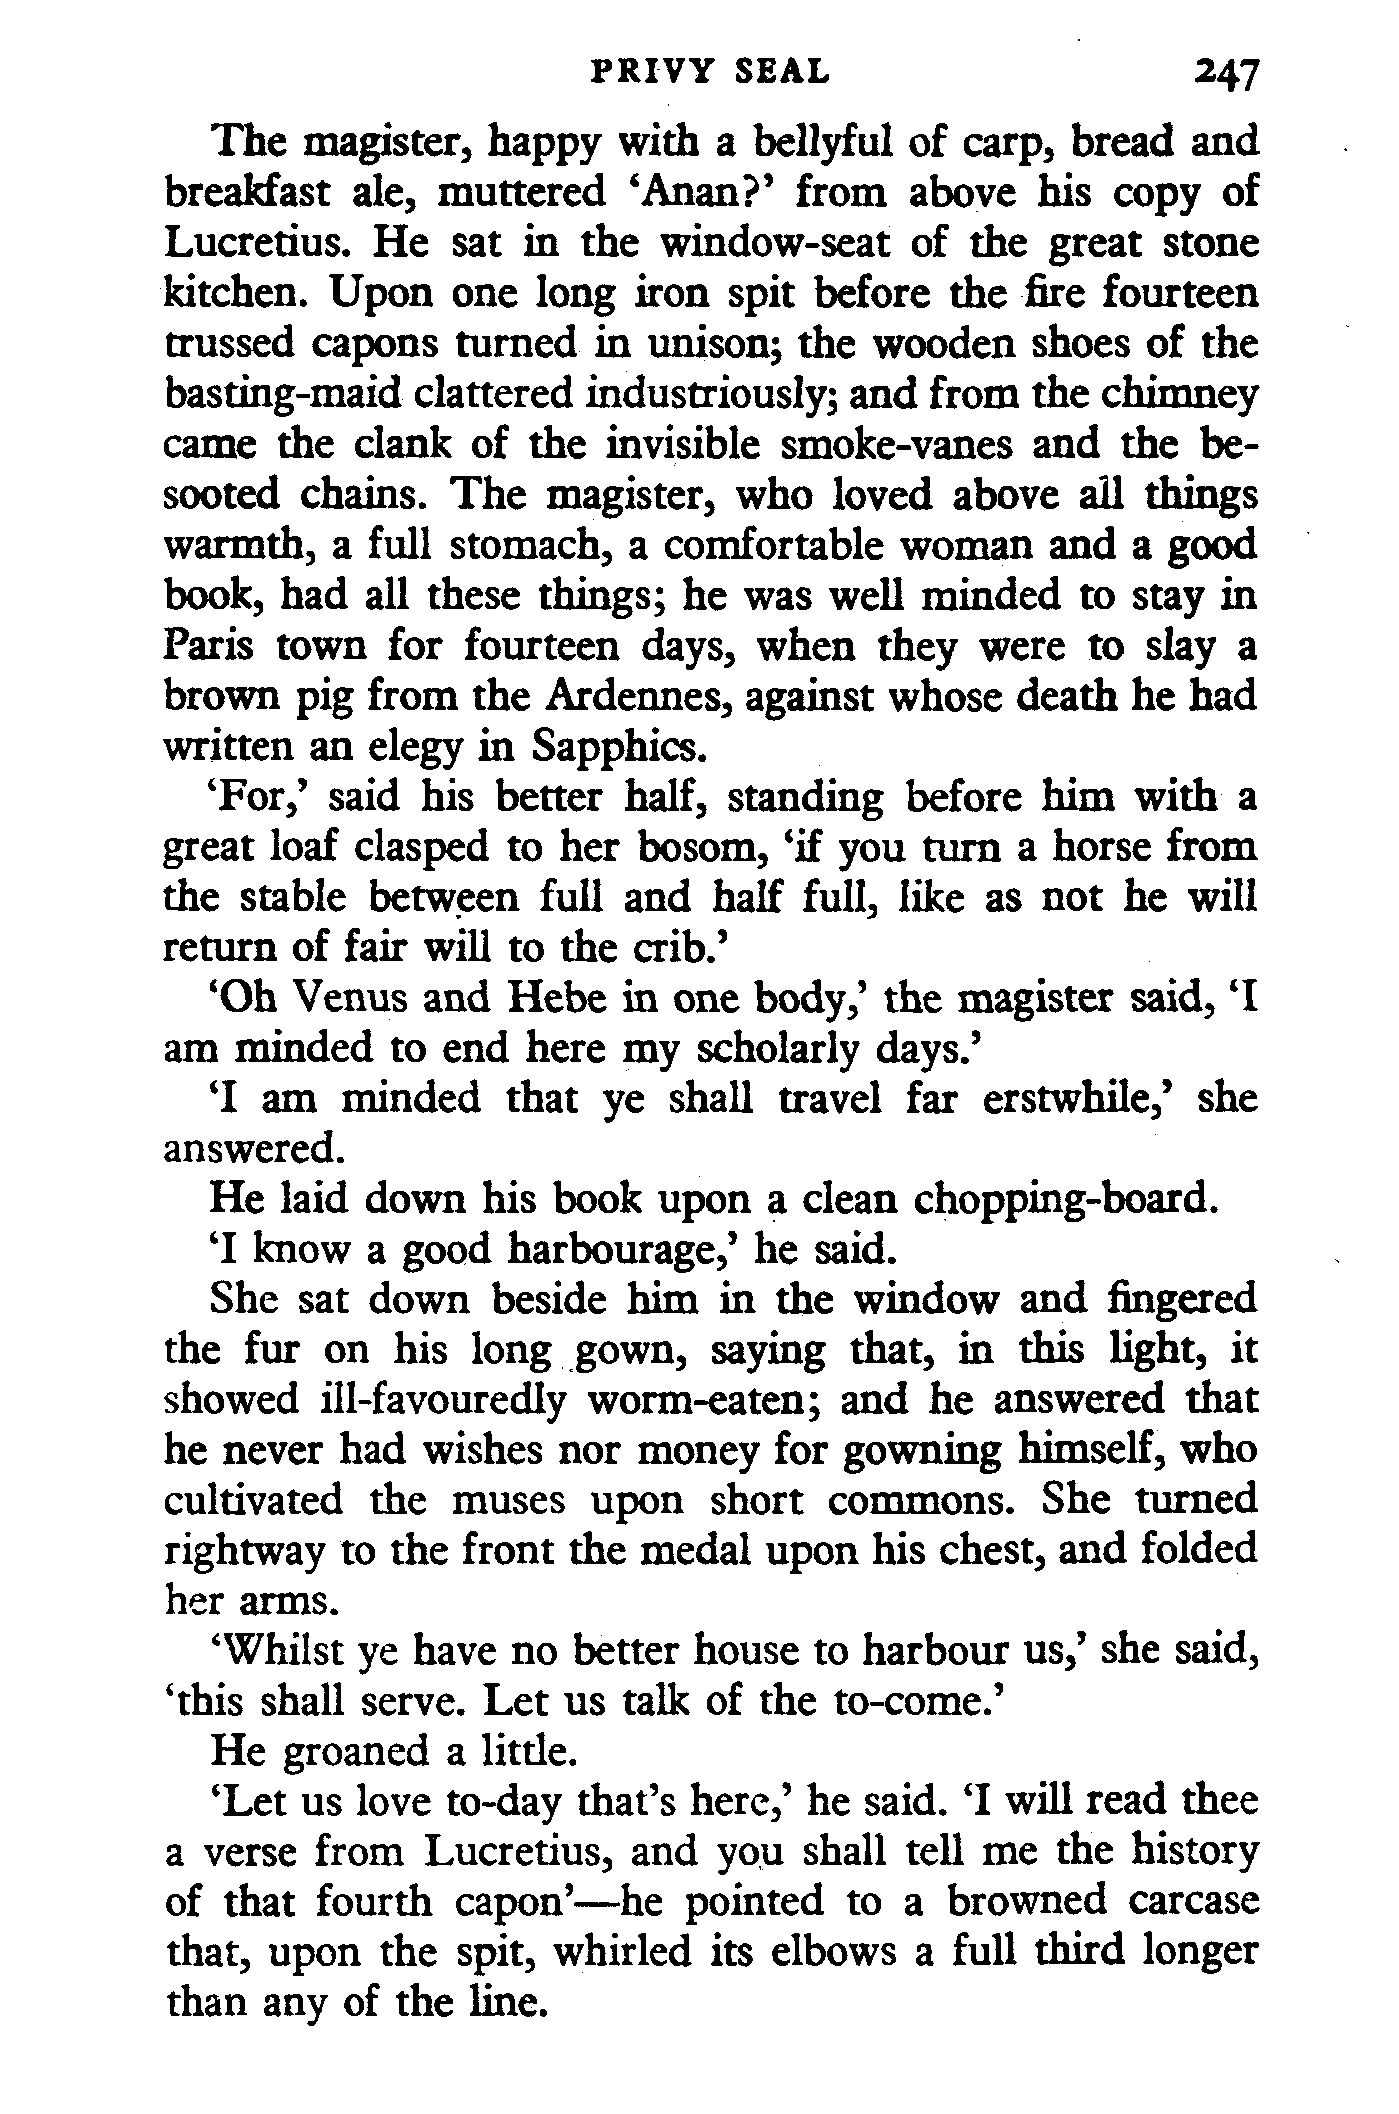 PRIVY SEAL 247
The magister, happy with a bellyful of carp, bread and
breakfast ale, muttered ‘Anan?’ from above his copy of
Lucretius. He sat in the window-seat of the great stone
kitchen. Upon one long iron spit before the fire fourteen
trussed capons turned in unison; the wooden shoes of the
basting-maid clattered industriously; and from the chimney
came the clank of the invisible smoke-vanes and the be-
sooted chains. The magister, who loved above all things
warmth, a full stomach, a comfortable woman and a good
book, had all these things; he was well minded to stay in
Paris town for fourteen days, when they were to slay a
brown pig from the Ardennes, against whose death he had
written an elegy in Sapphics.
‘For,’ said his better half, standing before him with a
great loaf clasped to her bosom, ‘if you turn a horse from
the stable between full and half full, like as not he will
return of fair will to the crib.’
‘Oh Venus and Hebe in one body,’ the magister said, ‘I
am minded to end here my scholarly days.’
‘I am minded that ye shall travel far erstwhile,’ she
answered.
He laid down his book upon a clean chopping-board.
‘I know a good harbourage,’ he said.
She sat down beside him in the window and fingered
the fur on his long gown, saying that, in this light, it
showed ill-favouredly worm-eaten; and he answered that
he never had wishes nor money for gowning himself, who
cultivated the muses upon short commons. She turned
rightway to the front the medal upon his chest, and folded
her arms.
‘Whilst ye have no better house to harbour us,’ she said,
‘this shall serve. Let us talk of the to-come.’
He groaned a little.
‘Let us love to-day that’s here,’ he said. ‘I will read thee
a verse from Lucretius, and you shall tell me the history
of that fourth capon’—he pointed to a browned carcase
that, upon the spit, whirled its elbows a full third longer
than any of the line.